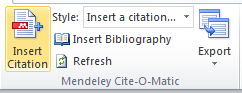 Style: Insert a citation...
Insert Bibliography
Refresh
Insert
Citation
Export
Mendeley Cite-O-Matic